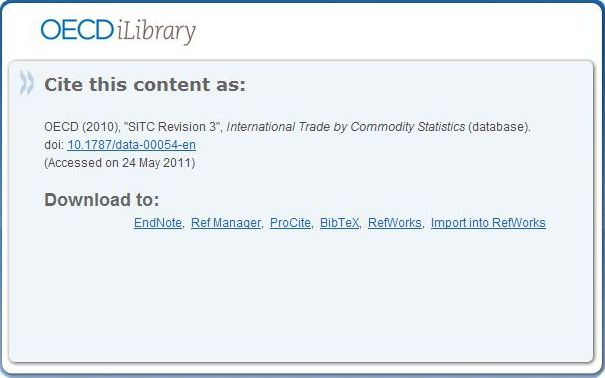 OECD iLibrary
Cite this content as:
OECD (2010), "SITC Revision 3", International Trade by Commodity Statistics (database).
doi: 10.1787/data-00054-en
(Accessed on 24 May 2011)
Download to:
EndNote, Ref Manager, ProCite, BibTeX, RefWorks, Import into RefWorks